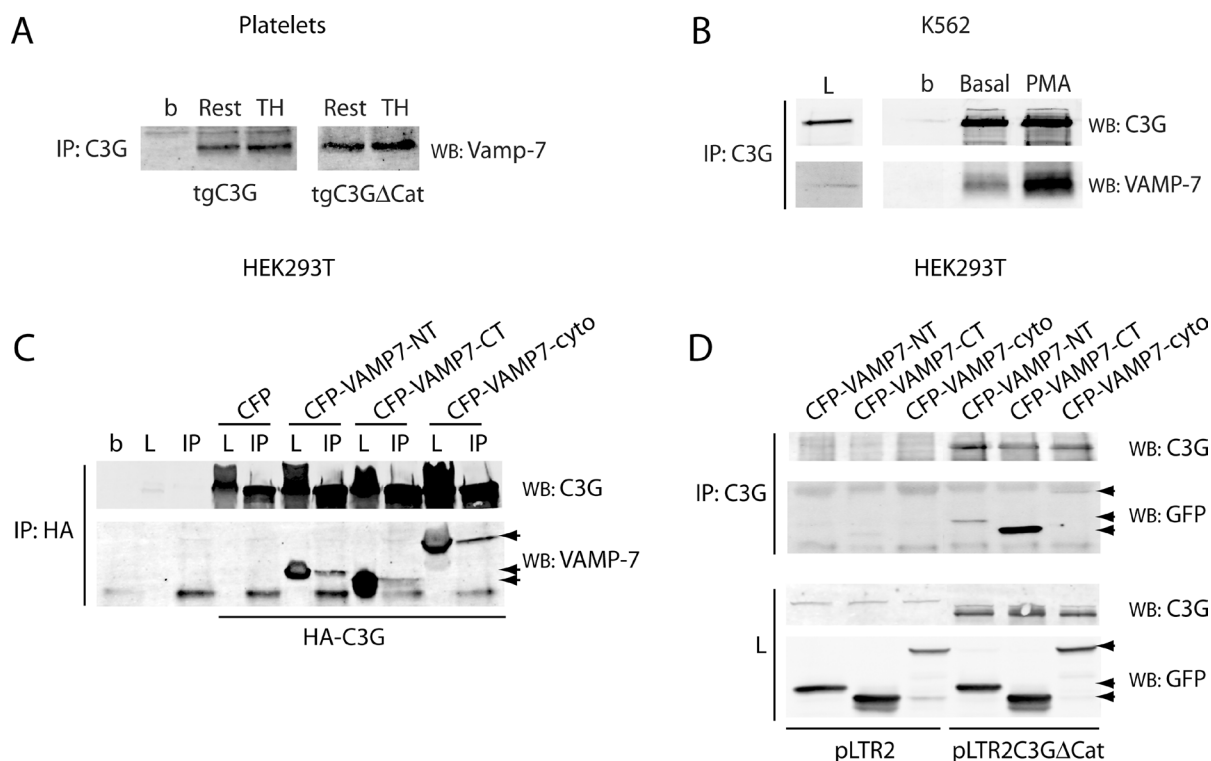 A
Platelets
b Rest TH Rest TH
IP: C3G
WB: Vamp-7
tgC3G tgC3GΔCat
B
K562
L b Basal PMA
IP: C3G
WB: C3G
WB: VAMP-7
HEK293T
C
CFP
CFP-VAMP7-NT
CFP-VAMP7-CT
CFP-VAMP7-cyto
b L IP L IP L IP L IP L IP
IP: HA
WB: C3G
WB: VAMP-7
HA-C3G
HEK293T
D
CFP-VAMP7-NT
CFP-VAMP7-CT
CFP-VAMP7-cyto
CFP-VAMP7-NT
CFP-VAMP7-CT
CFP-VAMP7-cyto
IP: C3G
WB: C3G
WB: GFP
L
WB: C3G
WB: GFP
pLTR2 pLTR2C3GΔCat